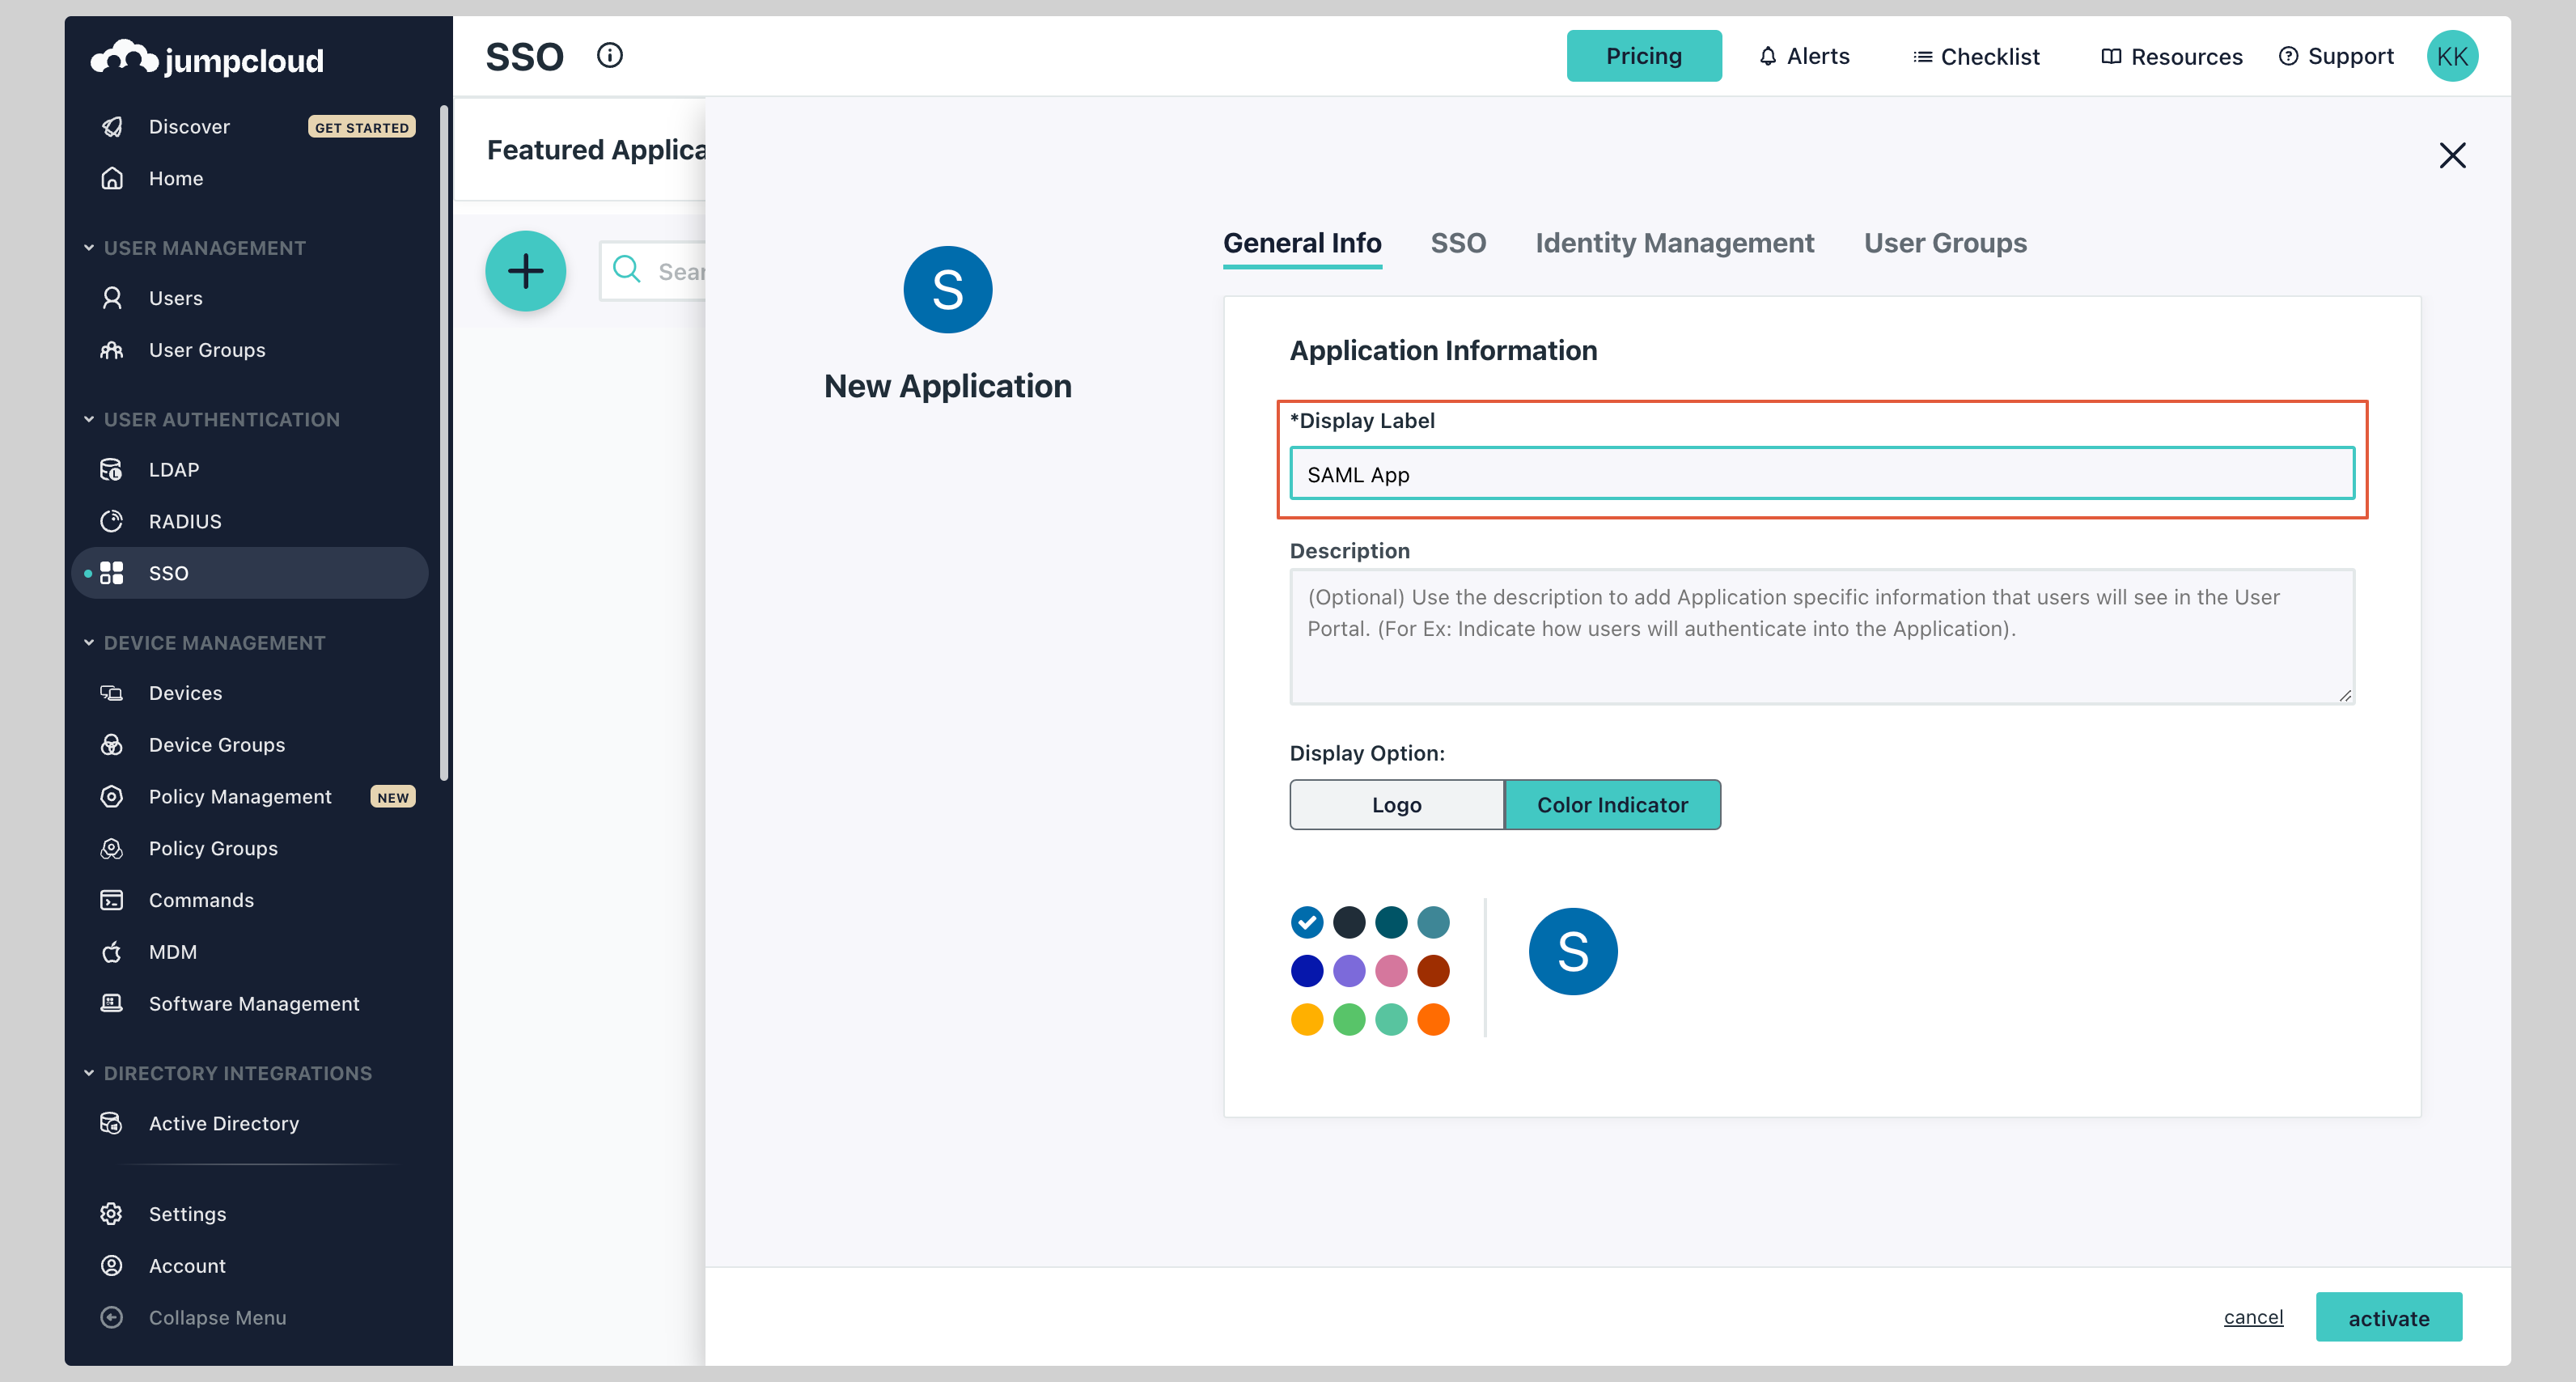 jumpcloud
Discover
GET STARTED
Home
USER MANAGEMENT
Users
User Groups
USER AUTHENTICATION
LDAP
RADIUS
SSO
DEVICE MANAGEMENT
Devices
Device Groups
Policy Management
NEW
Policy Groups
Commands
MDM
Software Management
DIRECTORY INTEGRATIONS
Active Directory
Settings
Account
Collapse Menu
SSO
Pricing
Alerts
Checklist
Resources
Support
KK
Featured Applica
Sear
S
New Application
General Info
SSO
Identity Management
User Groups
Application Information
*Display Label
SAML App
Description
(Optional) Use the description to add Application specific information that users will see in the User
Portal. (For Ex: Indicate how users will authenticate into the Application).
Display Option:
Logo
Color Indicator
S
cancel
activate